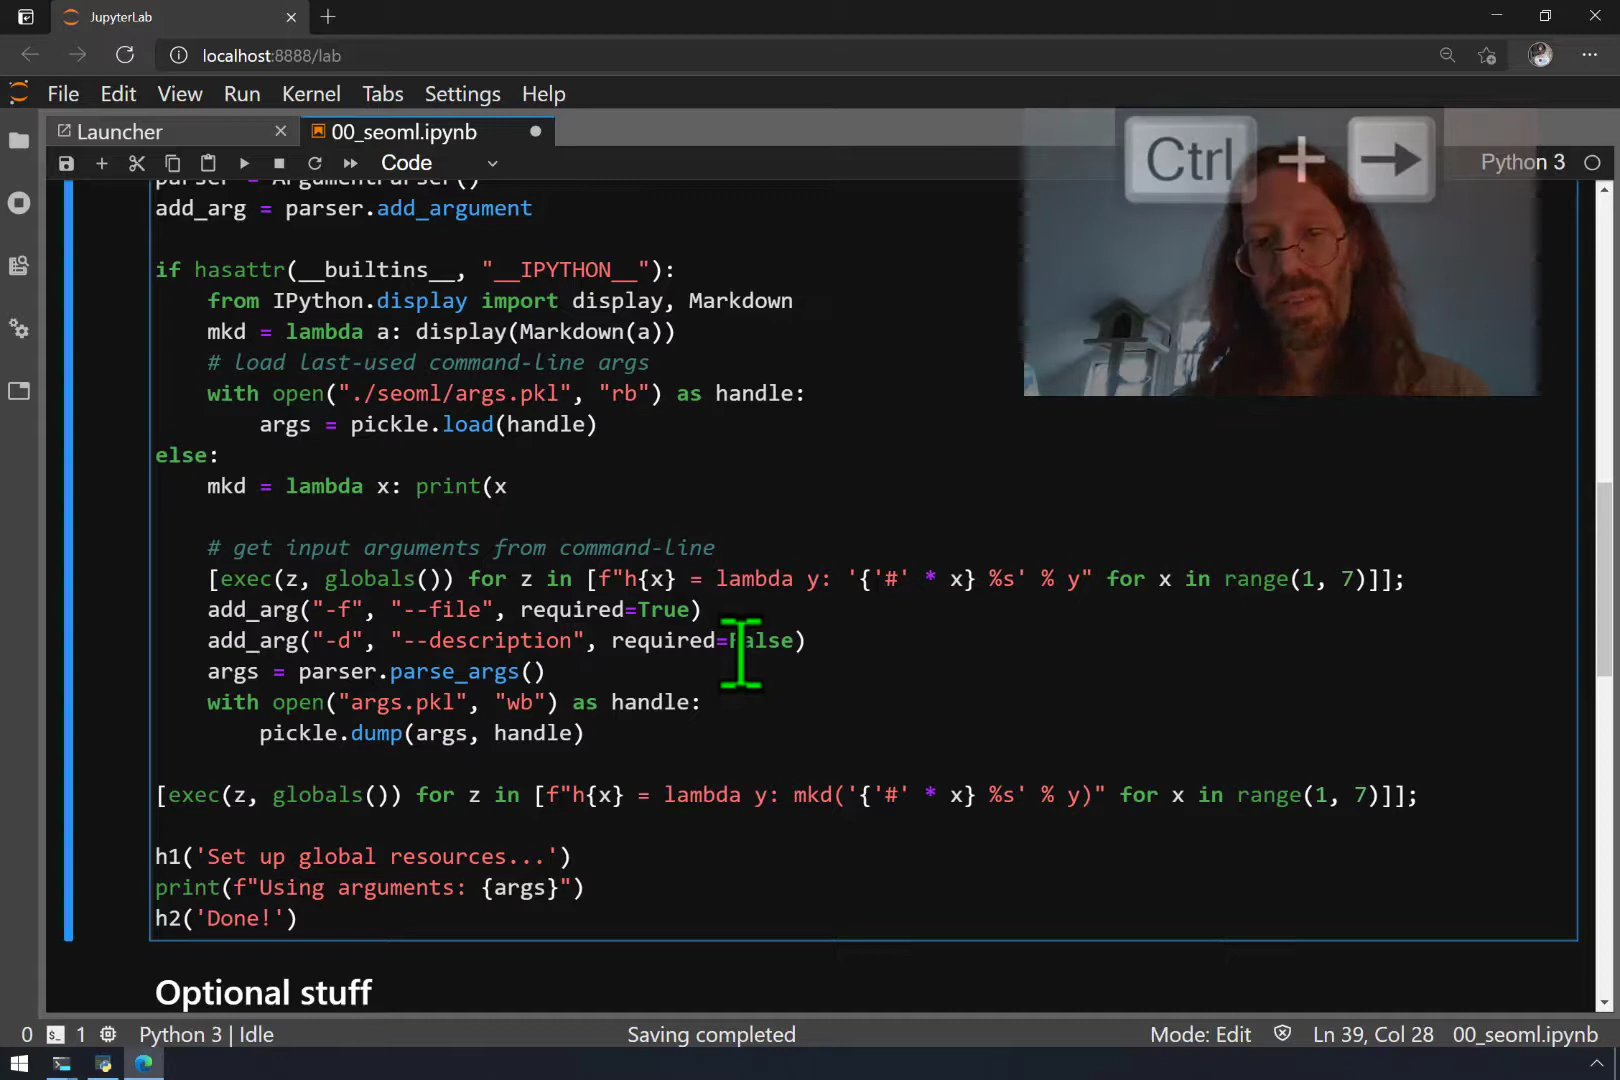 JupyterLab
localhost:8888/lab
File Edit View Run Kernel Tabs Settings Help
Launcher
00_seoml.ipynb
Ctrl + →
Code
Python 3
parser = ArgumentParser()
add_arg = parser.add_argument
if hasattr(__builtins__, "__IPYTHON__"):
from IPython.display import display, Markdown
mkd = lambda a: display(Markdown(a))
# load last-used command-line args
with open("./seoml/args.pkl", "rb") as handle:
args = pickle.load(handle)
else:
mkd = lambda x: print(x
# get input arguments from command-line
[exec(z, globals()) for z in [f"h{x} = lambda y: '{'#' * x} %s' % y" for x in range(1, 7)]];
add_arg("-f", "--file", required=True)
add_arg("-d", "--description", required=False)
args = parser.parse_args()
with open("args.pkl", "wb") as handle:
pickle.dump(args, handle)
[exec(z, globals()) for z in [f"h{x} = lambda y: mkd('{'#' * x} %s' % y)" for x in range(1, 7)]];
h1('Set up global resources...')
print(f"Using arguments: {args}")
h2('Done!')
Optional stuff
0 1 Python 3 | Idle Saving completed Mode: Edit Ln 39, Col 28 00_seoml.ipynb